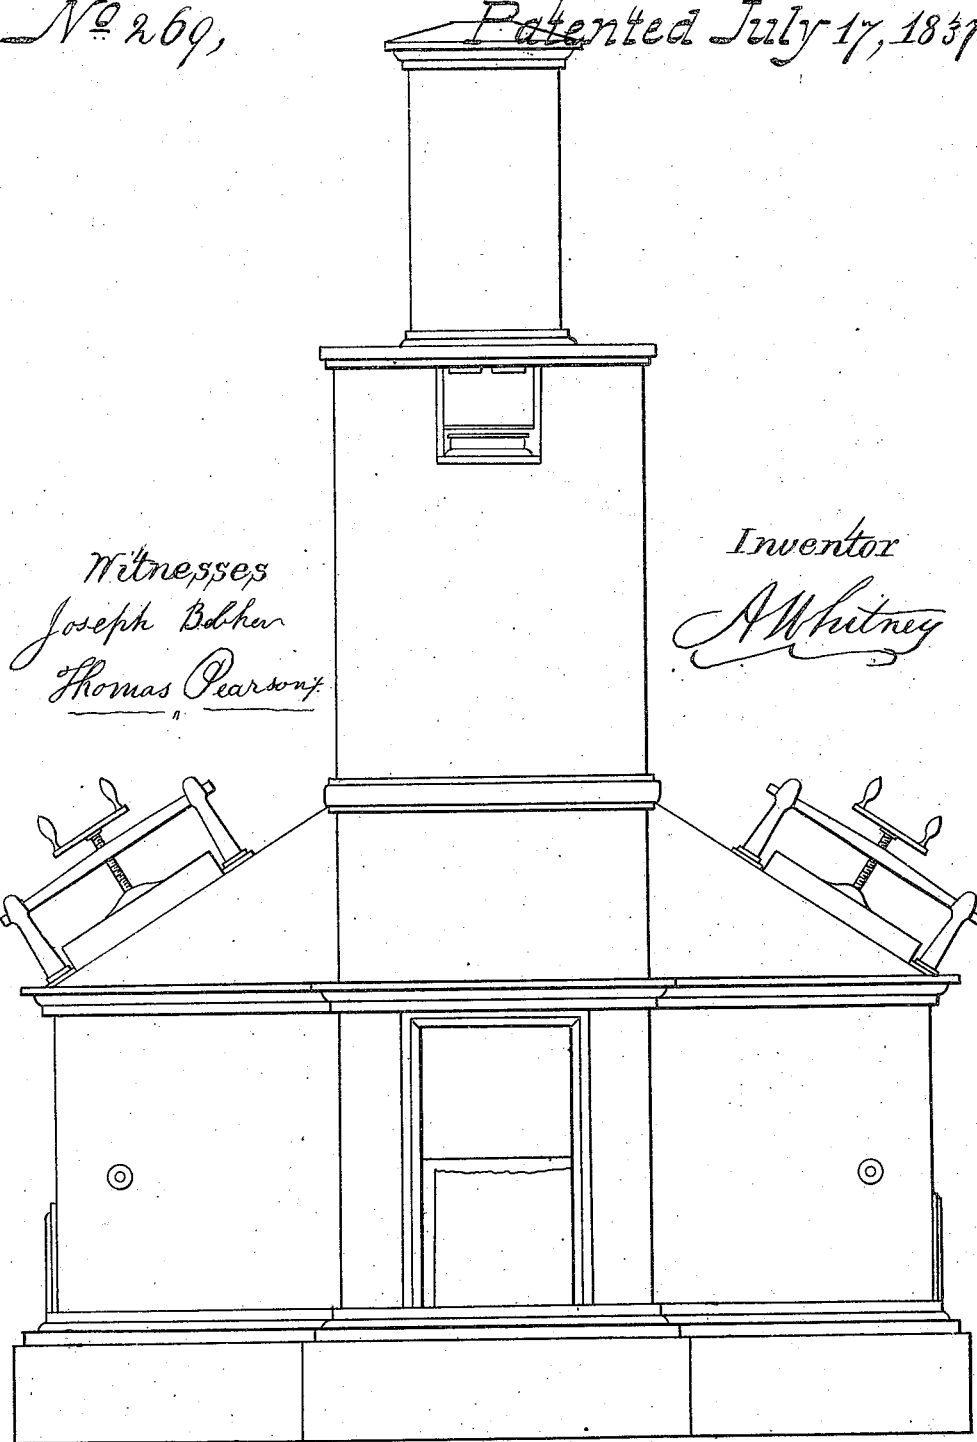 Nº 269,
Patented July 17, 1837
Witnesses
Joseph
Thomas Pearson
Inventor
A Whitney